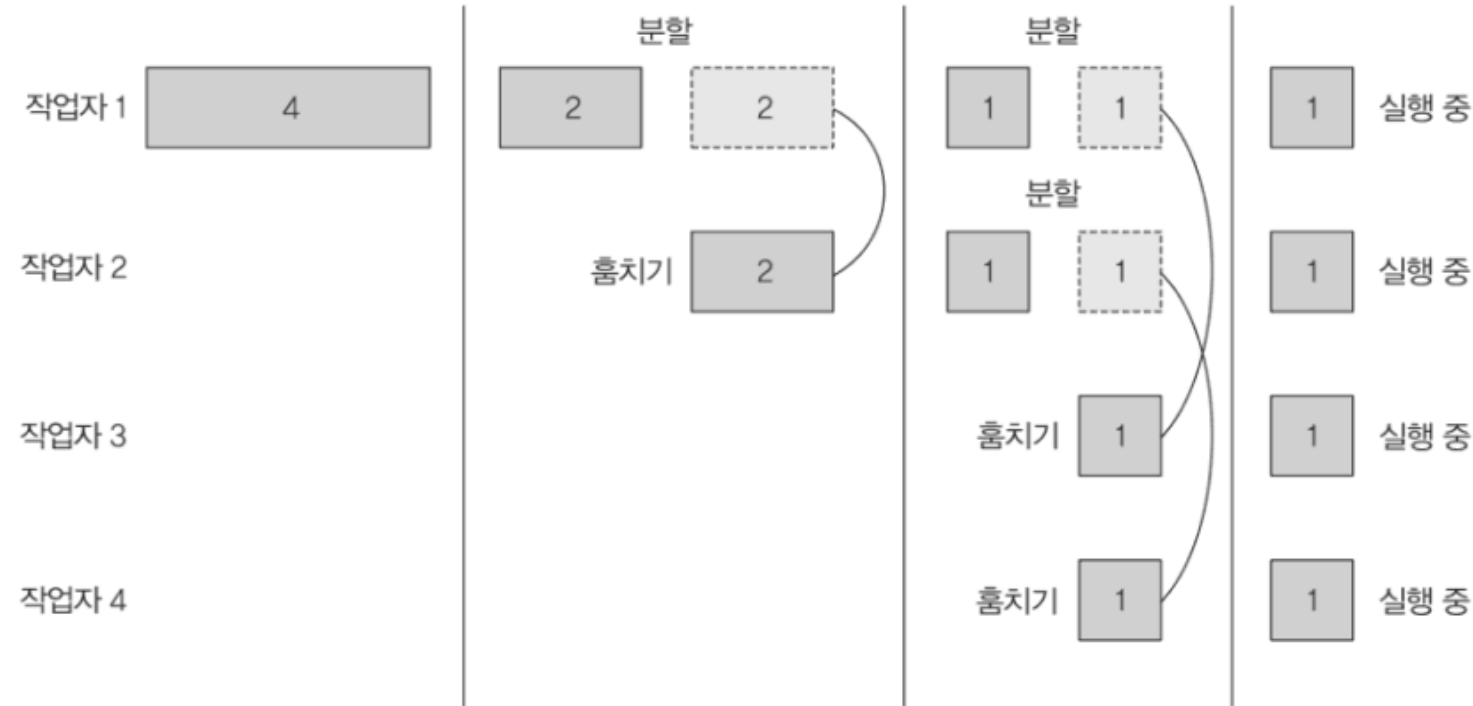 분할 분할
작업자 1 4 2 2 1 1 1 실행 중
분할
작업자 2 훔치기 2 1 1 1 실행 중
작업자 3 훔치기 1 1 실행 중
작업자 4 훔치기 1 1 실행 중